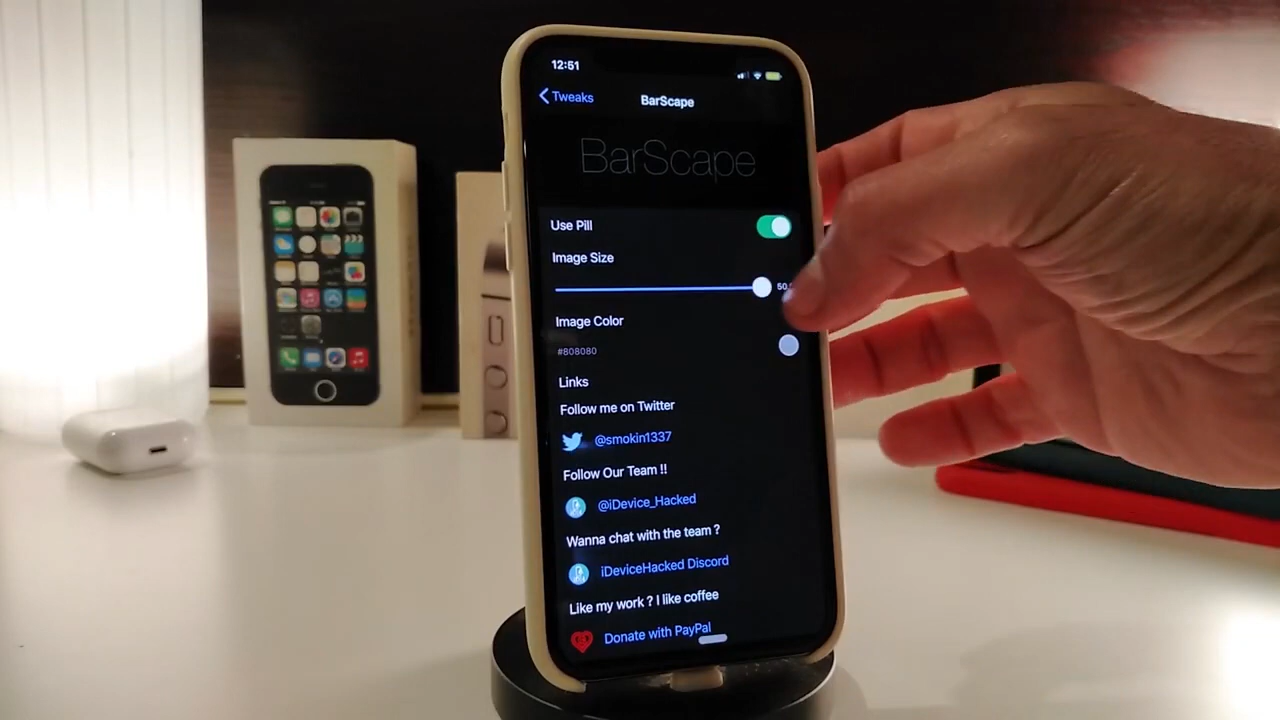 12:51
Tweaks
BarScape
BarScape
Use Pill
Image Size
Image Color
#808080
Links
Follow me on Twitter
@smokin1337
Follow Our Team !!
@iDevice_Hacked
Wanna chat with the team ?
iDeviceHacked Discord
Like my work ? I like coffee
Donate with PayPal